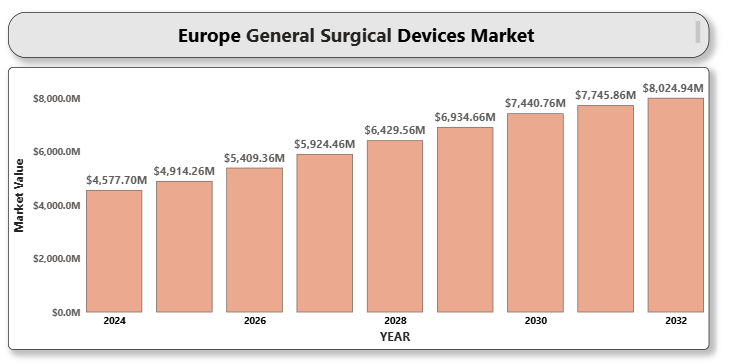 Europe General Surgical Devices Market
Market Value
$8,000.0M
$6,000.0M
$4,000.0M
$2,000.0M
$0.0M
$4,577.70M
$4,914.26M
$5,409.36M
$5,924.46M
$6,429.56M
$6,934.66M
$7,440.76M
$7,745.86M
$8,024.94M
2024
2026
2028
2030
2032
YEAR